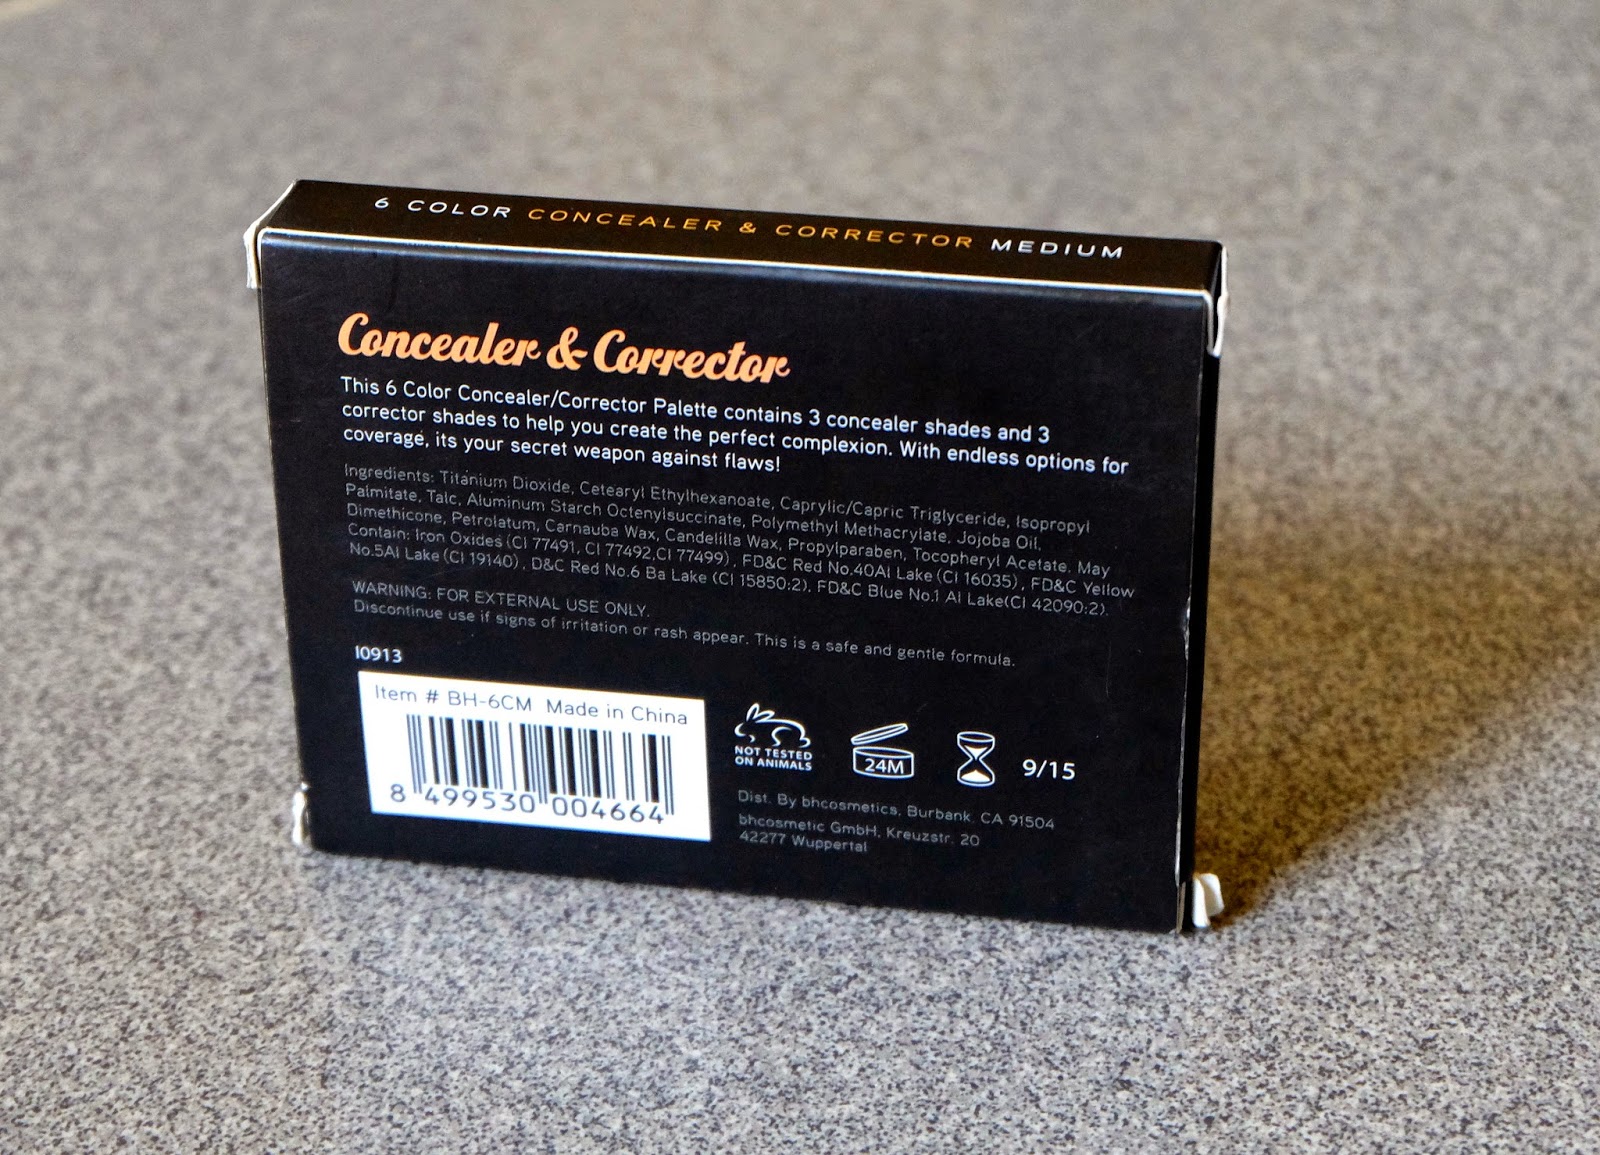 6 COLOR CONCEALER & CORRECTOR MEDIUM
Concealer & Corrector
This 6 Color Concealer/Corrector Palette contains 3 concealer shades and 3
corrector shades to help you create the perfect complexion. With endless options for
coverage, its your secret weapon against flaws!
Ingredients: Titanium Dioxide, Cetearyl Ethylhexanoate, Caprylic/Capric Triglyceride, Isopropyl
Palmitate, Talc, Aluminum Starch Octenylsuccinate, Polymethyl Methacrylate, Jojoba Oil,
Dimethicone, Petrolatum, Carnauba Wax, Candelilla Wax, Propylparaben, Tocopheryl Acetate. May
Contain: Iron Oxides (CI 77491, CI 77492,CI 77499), FD&C Red No.40Al Lake (CI 16035), FD&C Yellow
No.5Al Lake (CI 19140), D&C Red No.6 Ba Lake (CI 15850:2), FD&C Blue No.1 Al Lake(CI 42090:2).
WARNING: FOR EXTERNAL USE ONLY.
Discontinue use if signs of irritation or rash appear. This is a safe and gentle formula.
I0913
Item # BH-6CM Made in China
8 499530 004664
NOT TESTED
ON ANIMALS
24M
9/15
Dist. By bhcosmetics, Burbank, CA 91504
bhcosmetic GmbH, Kreuzstr. 20
42277 Wuppertal